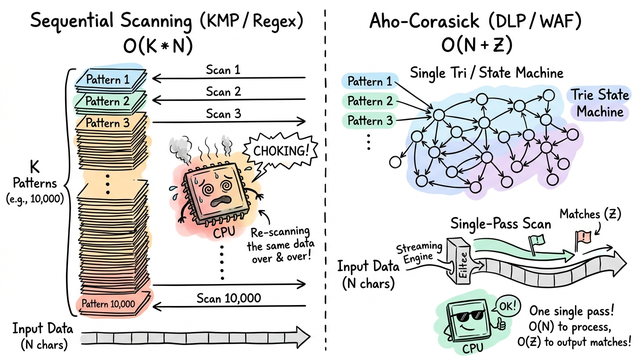 Sequential Scanning (KMP/Regex)
O(K*N)
Pattern 1
Pattern 2
Pattern 3
K
Patterns
(e.g., 10,000)
Pattern 10,000
Scan 1
Scan 2
Scan 3
CHOKING!
CPU
Re-scanning
the same data
over & over!
Scan 10,000
Input Data
(N chars)
Aho-Corasick (DLP/WAF)
O(N+Z)
Single Tri/State Machine
Pattern 1
Pattern 2
Pattern 3
Trie State
Machine
Single-Pass Scan
Matches (Z)
Streaming
Engine
Input Data
(N chars)
Eiltee
OK!
CPU
One single pass!
O(N) to process,
O(Z) to output matches!